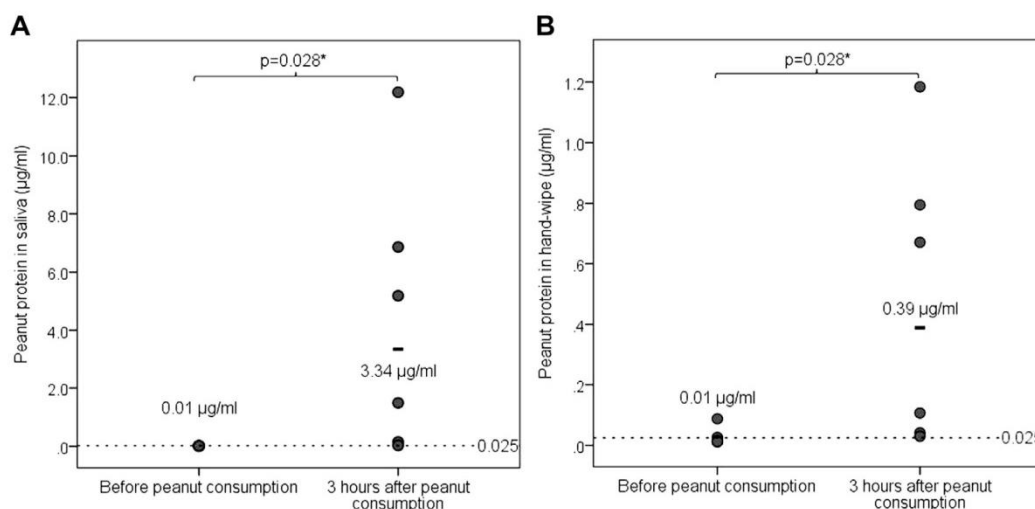 A
p=0.028*
Peanut protein in saliva (µg/ml)
12.0
10.0
8.0
6.0
4.0
2.0
.0
0.01 µg/ml
3.34 µg/ml
0.025
Before peanut consumption
3 hours after peanut
consumption
B
p=0.028*
Peanut protein in hand-wipe (µg/ml)
1.2
1.0
.8
.6
.4
.2
.0
0.01 µg/ml
0.39 µg/ml
0.025
Before peanut consumption
3 hours after peanut
consumption